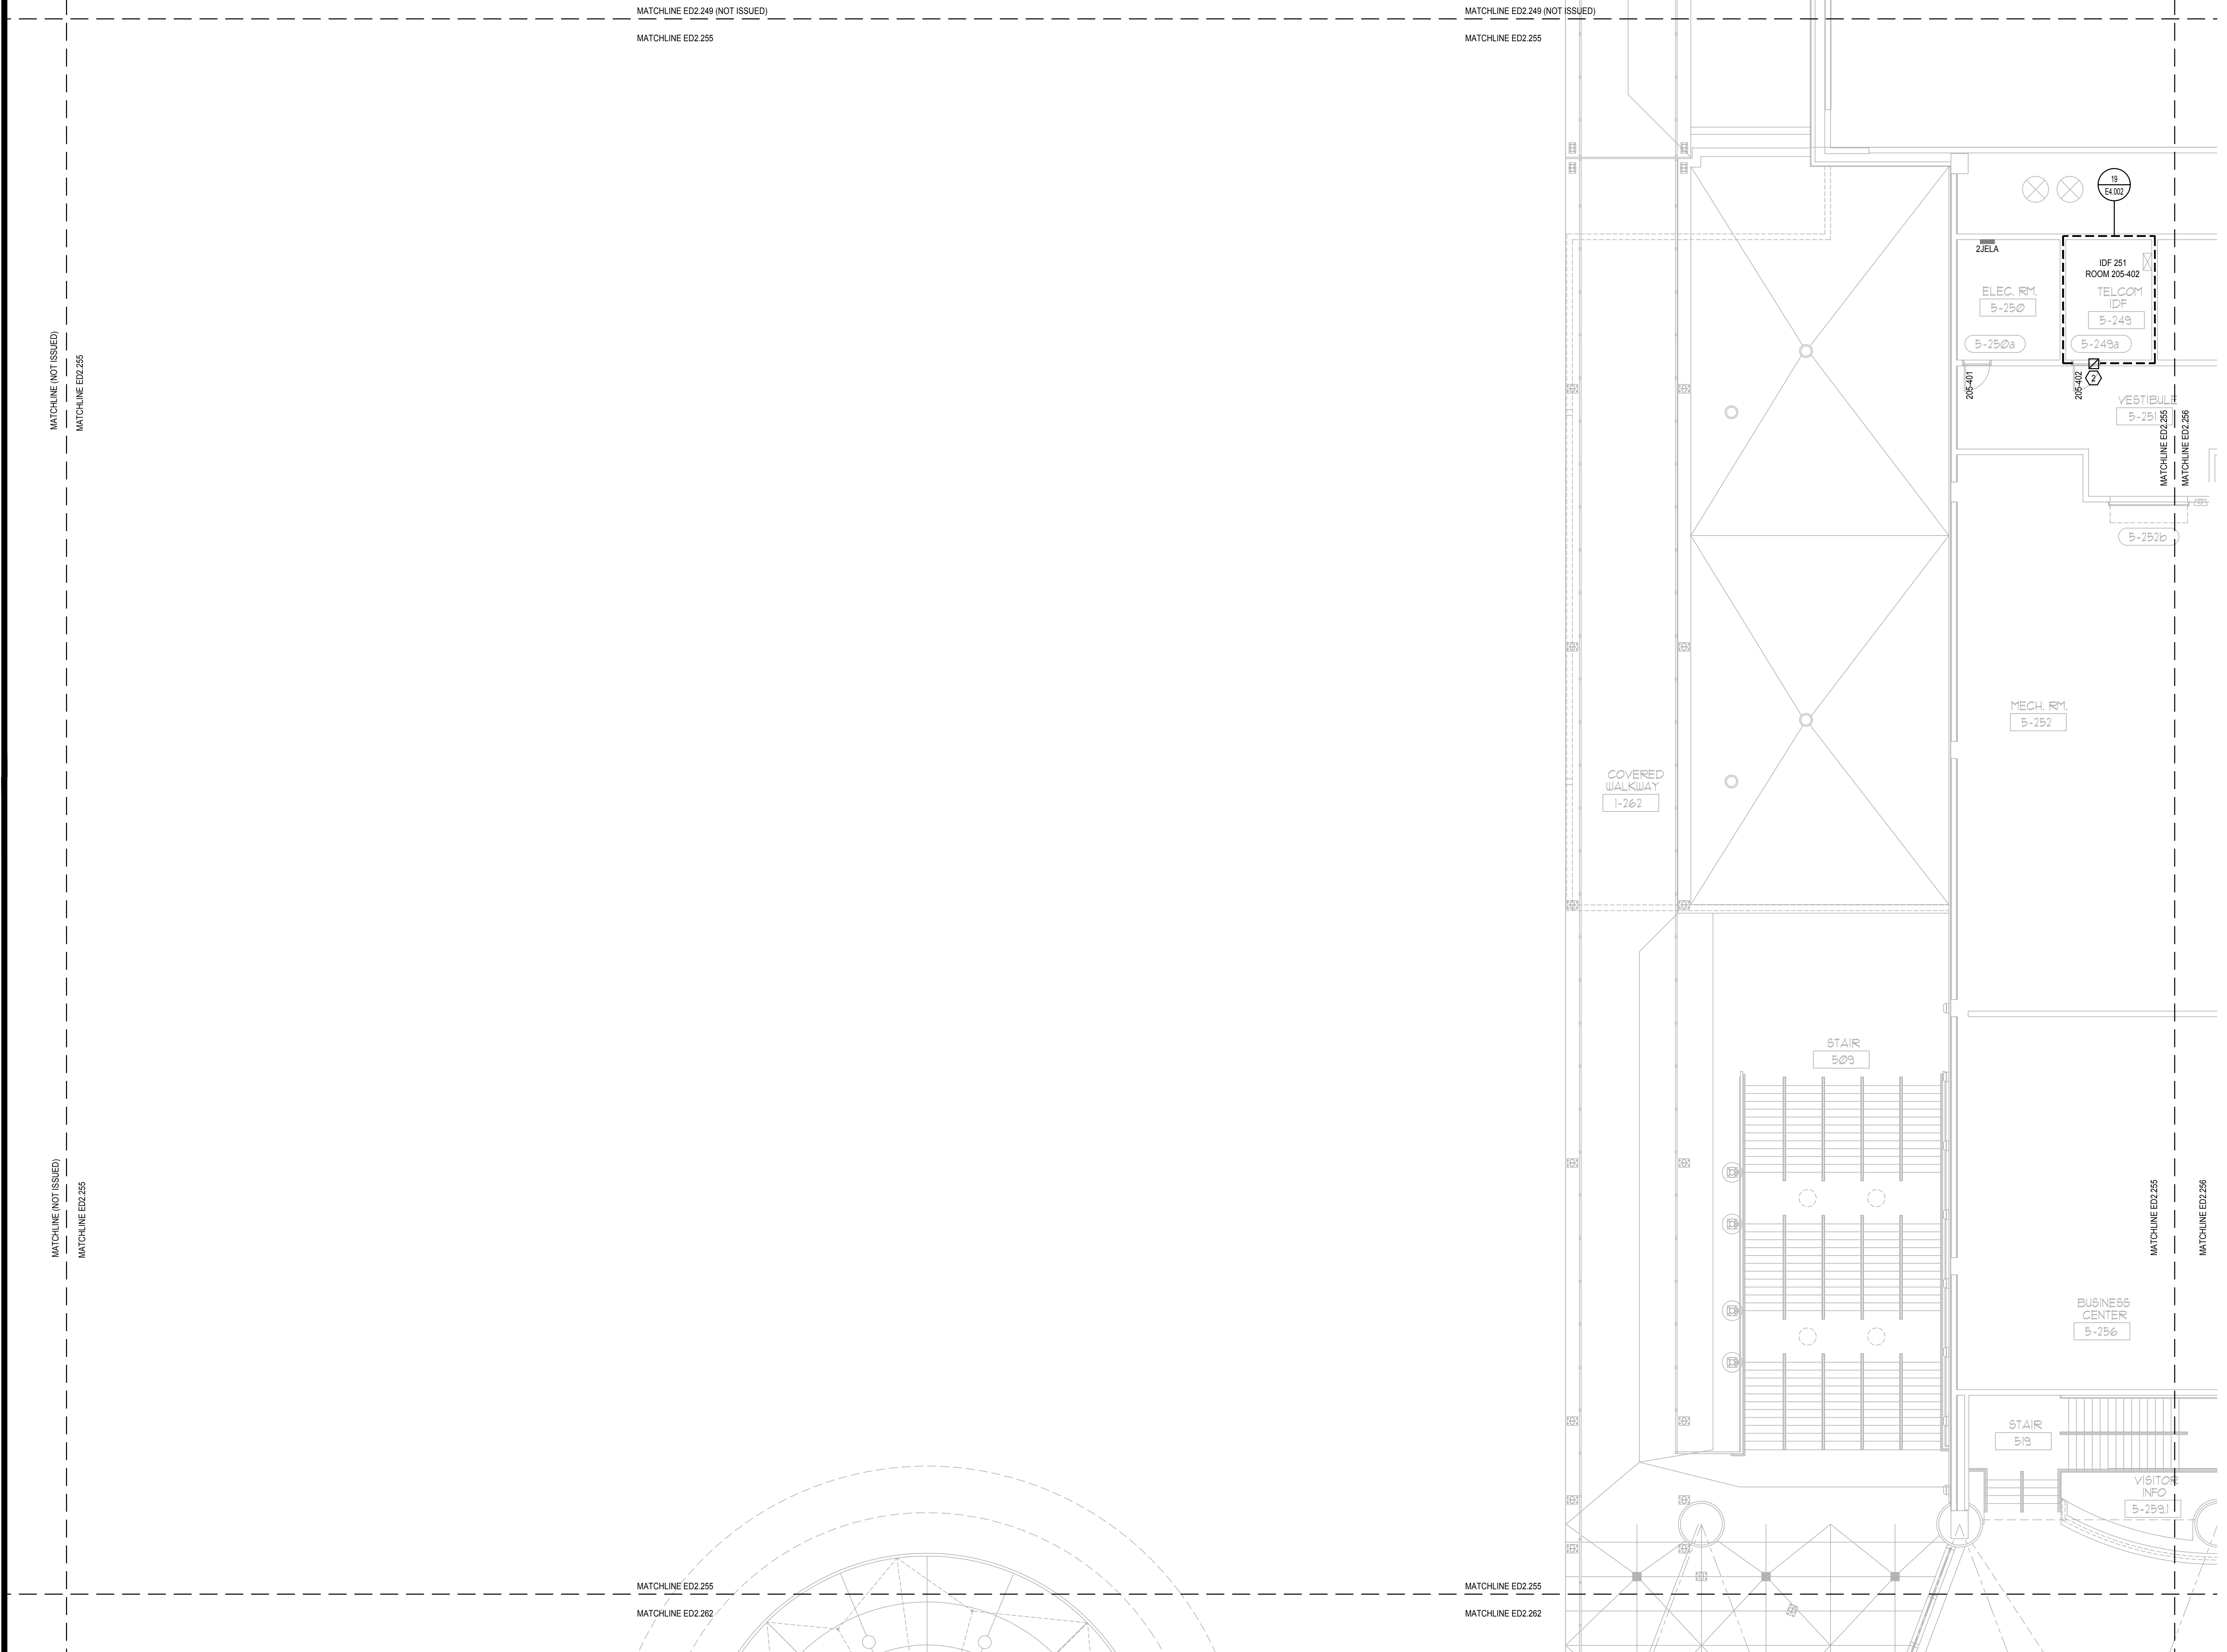 MATCHLINE ED2.249 (NOT ISSUED)
MATCHLINE ED2.255
MATCHLINE ED2.249 (NOT ISSUED)
MATCHLINE ED2.255
19
E4.002
2JELA
IDF 251
ROOM 205-402
ELEC. RM.
5-250
TELCOM
IDF
5-249
5-250a
5-249a
205-401
205-402
2
VESTIBULE
5-251
MATCHLINE (NOT ISSUED)
MATCHLINE ED2.255
MATCHLINE ED2.255
MATCHLINE ED2.256
5-252b
MECH. RM.
5-252
COVERED
WALKWAY
1-262
STAIR
509
MATCHLINE (NOT ISSUED)
MATCHLINE ED2.255
MATCHLINE ED2.255
MATCHLINE ED2.256
BUSINESS
CENTER
5-256
STAIR
519
VISITOR
INFO
5-259.1
MATCHLINE ED2.255
MATCHLINE ED2.262
MATCHLINE ED2.255
MATCHLINE ED2.262